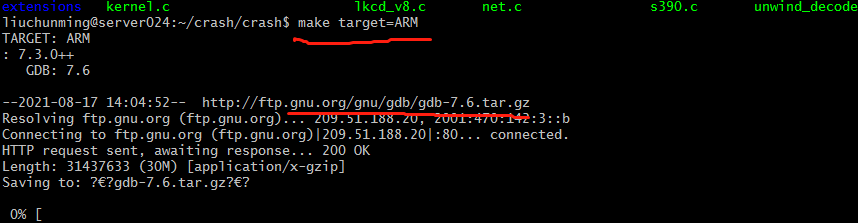 extensions kernel.c lkcd_v8.c net.c s390.c unwind_decode
liuchunming@server024:~/crash/crash$ make target=ARM
TARGET: ARM
: 7.3.0++
GDB: 7.6
--2021-08-17 14:04:52-- http://ftp.gnu.org/gnu/gdb/gdb-7.6.tar.gz
Resolving ftp.gnu.org (ftp.gnu.org)... 209.51.188.20, 2001:470:142:3::b
Connecting to ftp.gnu.org (ftp.gnu.org)|209.51.188.20|:80... connected.
HTTP request sent, awaiting response... 200 OK
Length: 31437633 (30M) [application/x-gzip]
Saving to: ?€?gdb-7.6.tar.gz?€?
0% [